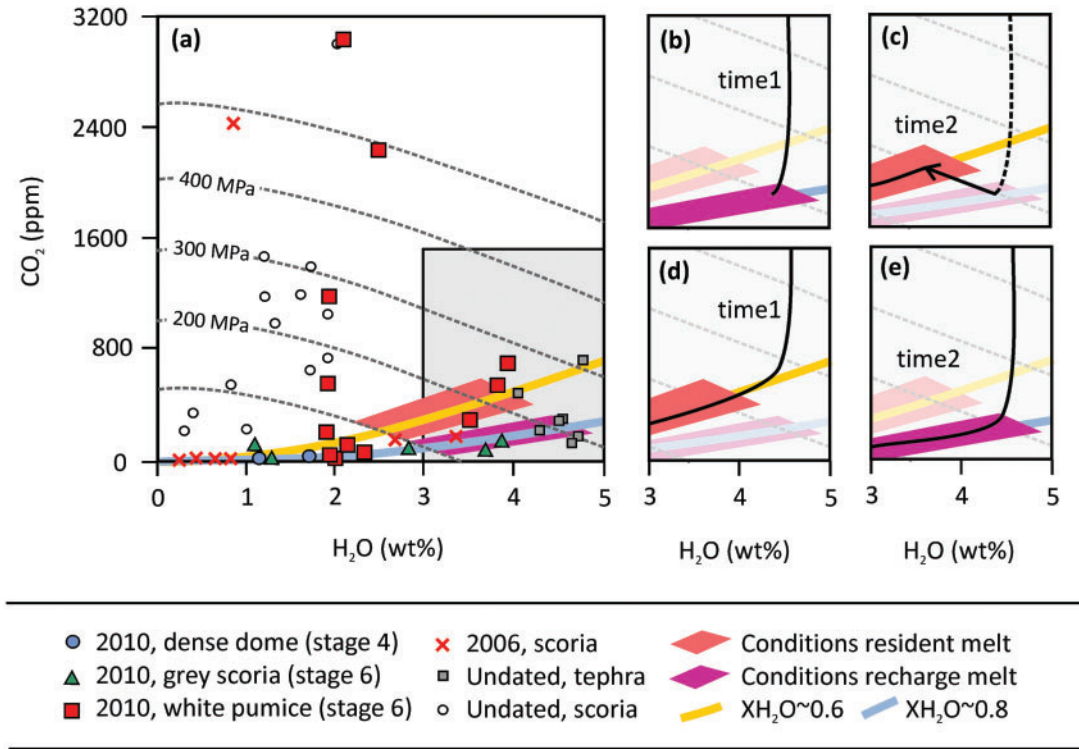 3200
2400
1600
800
0
CO₂ (ppm)
(a)
400 MPa
300 MPa
200 MPa
0 1 2 3 4 5
H₂O (wt%)
(b)
time1
(c)
time2
(d)
time1
3 4 5
H₂O (wt%)
(e)
time2
3 4 5
H₂O (wt%)
2010, dense dome (stage 4)
2006, scoria
Conditions resident melt
2010, grey scoria (stage 6)
Undated, tephra
Conditions recharge melt
2010, white pumice (stage 6)
Undated, scoria
XH₂O~0.6
XH₂O~0.8